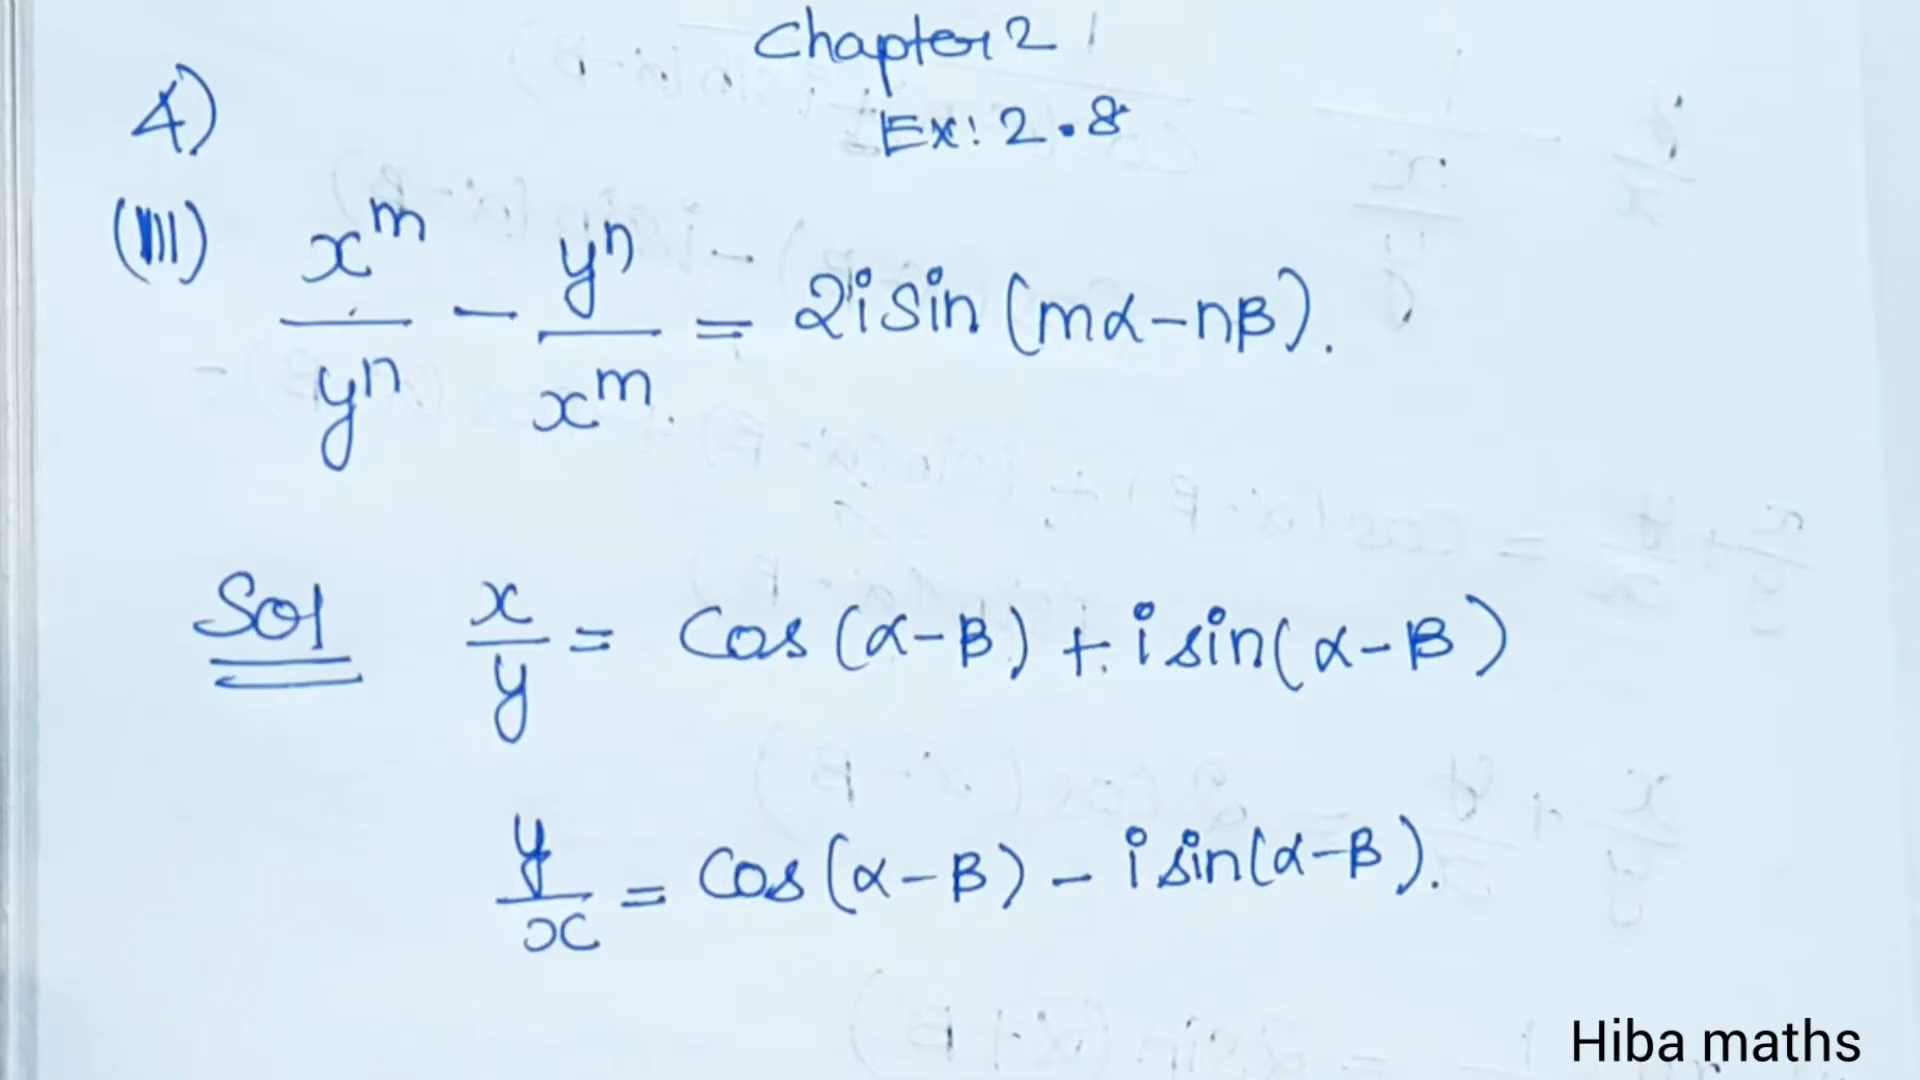 Chapter 2
4)
Ex: 2.8
(III) x^m/y^n - y^n/x^m = 2i sin (mα-nβ).
Sol x/y = Cos (α-β) + i sin(α-β)
y/x = Cos (α-β) - i sin(α-β).
Hiba maths